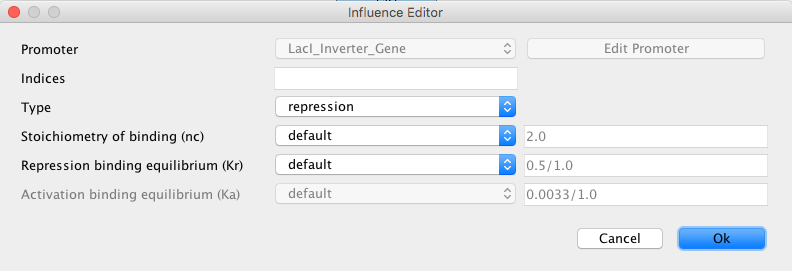 Influence Editor
Promoter LacI_Inverter_Gene Edit Promoter
Indices
Type repression
Stoichiometry of binding (nc) default 2.0
Repression binding equilibrium (Kr) default 0.5/1.0
Activation binding equilibrium (Ka) default 0.0033/1.0
Cancel Ok